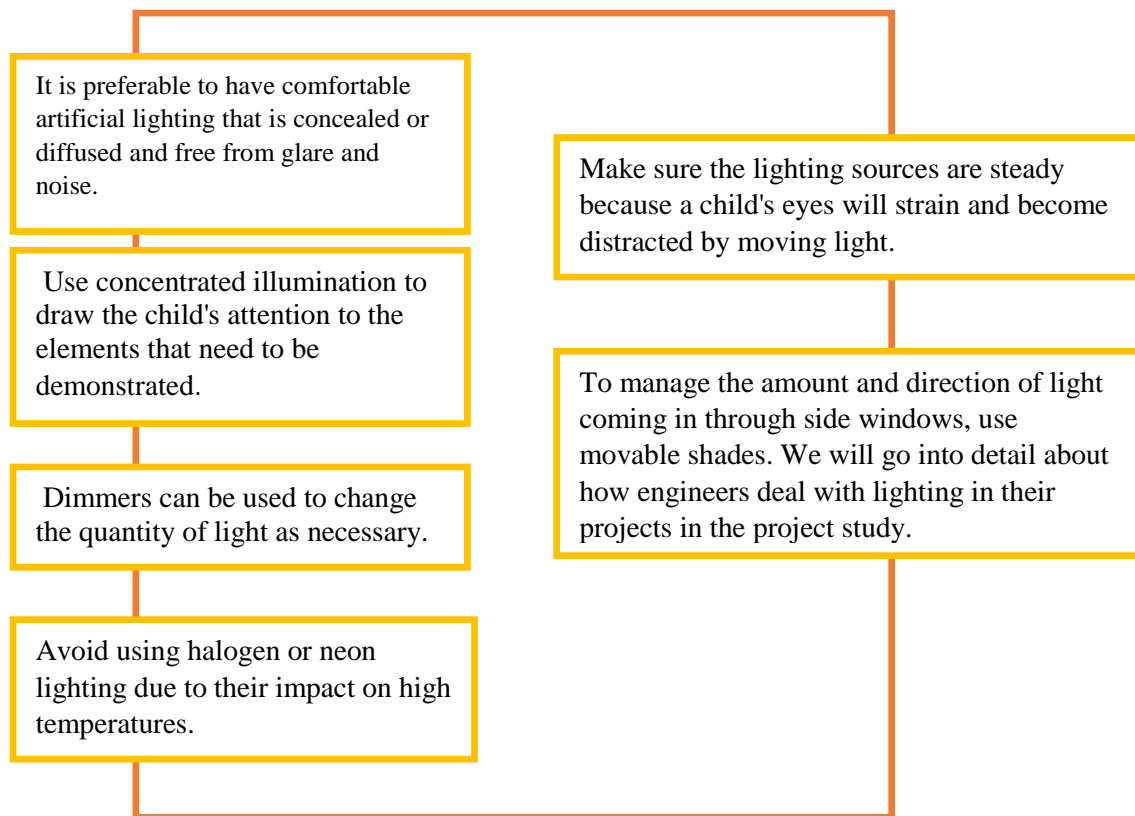 It is preferable to have comfortable
artificial lighting that is concealed or
diffused and free from glare and
noise.
Use concentrated illumination to
draw the child's attention to the
elements that need to be
demonstrated.
Dimmers can be used to change
the quantity of light as necessary.
Avoid using halogen or neon
lighting due to their impact on high
temperatures.
Make sure the lighting sources are steady
because a child's eyes will strain and become
distracted by moving light.
To manage the amount and direction of light
coming in through side windows, use
movable shades. We will go into detail about
how engineers deal with lighting in their
projects in the project study.